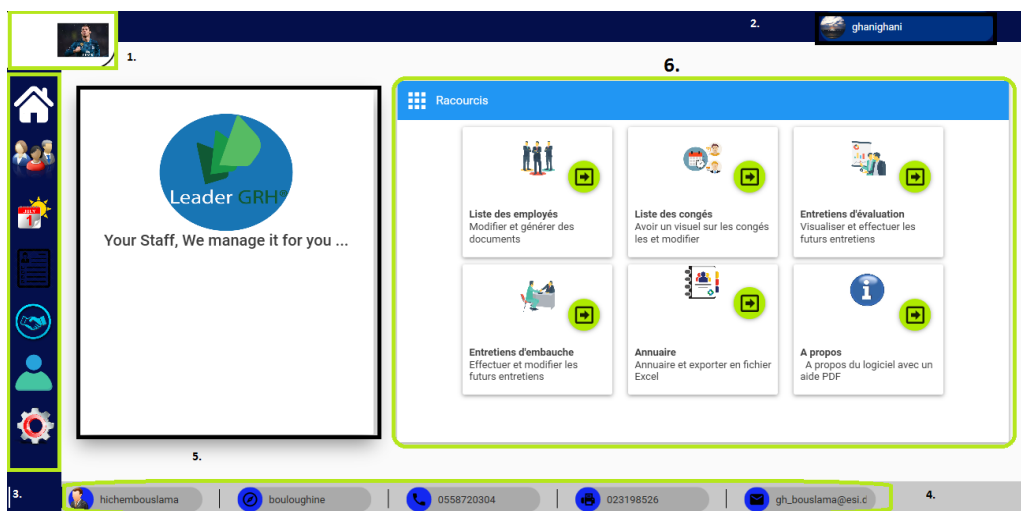 2.
ghanighani
1.
6.
Racourcis
Leader GRH®
Your Staff, We manage it for you ...
JULY
1
Liste des employés
Modifier et générer des
documents
Liste des congés
Avoir un visuel sur les congés
les et modifier
Entretiens d'évaluation
Visualiser et effectuer les
futurs entretiens
Entretiens d'embauche
Effectuer et modifier les
futurs entretiens
Annuaire
Annuaire et exporter en fichier
Excel
A propos
A propos du logiciel avec un
aide PDF
5.
3.
hichembouslama
bouloughine
0558720304
023198526
gh_bouslama@esi.d
4.